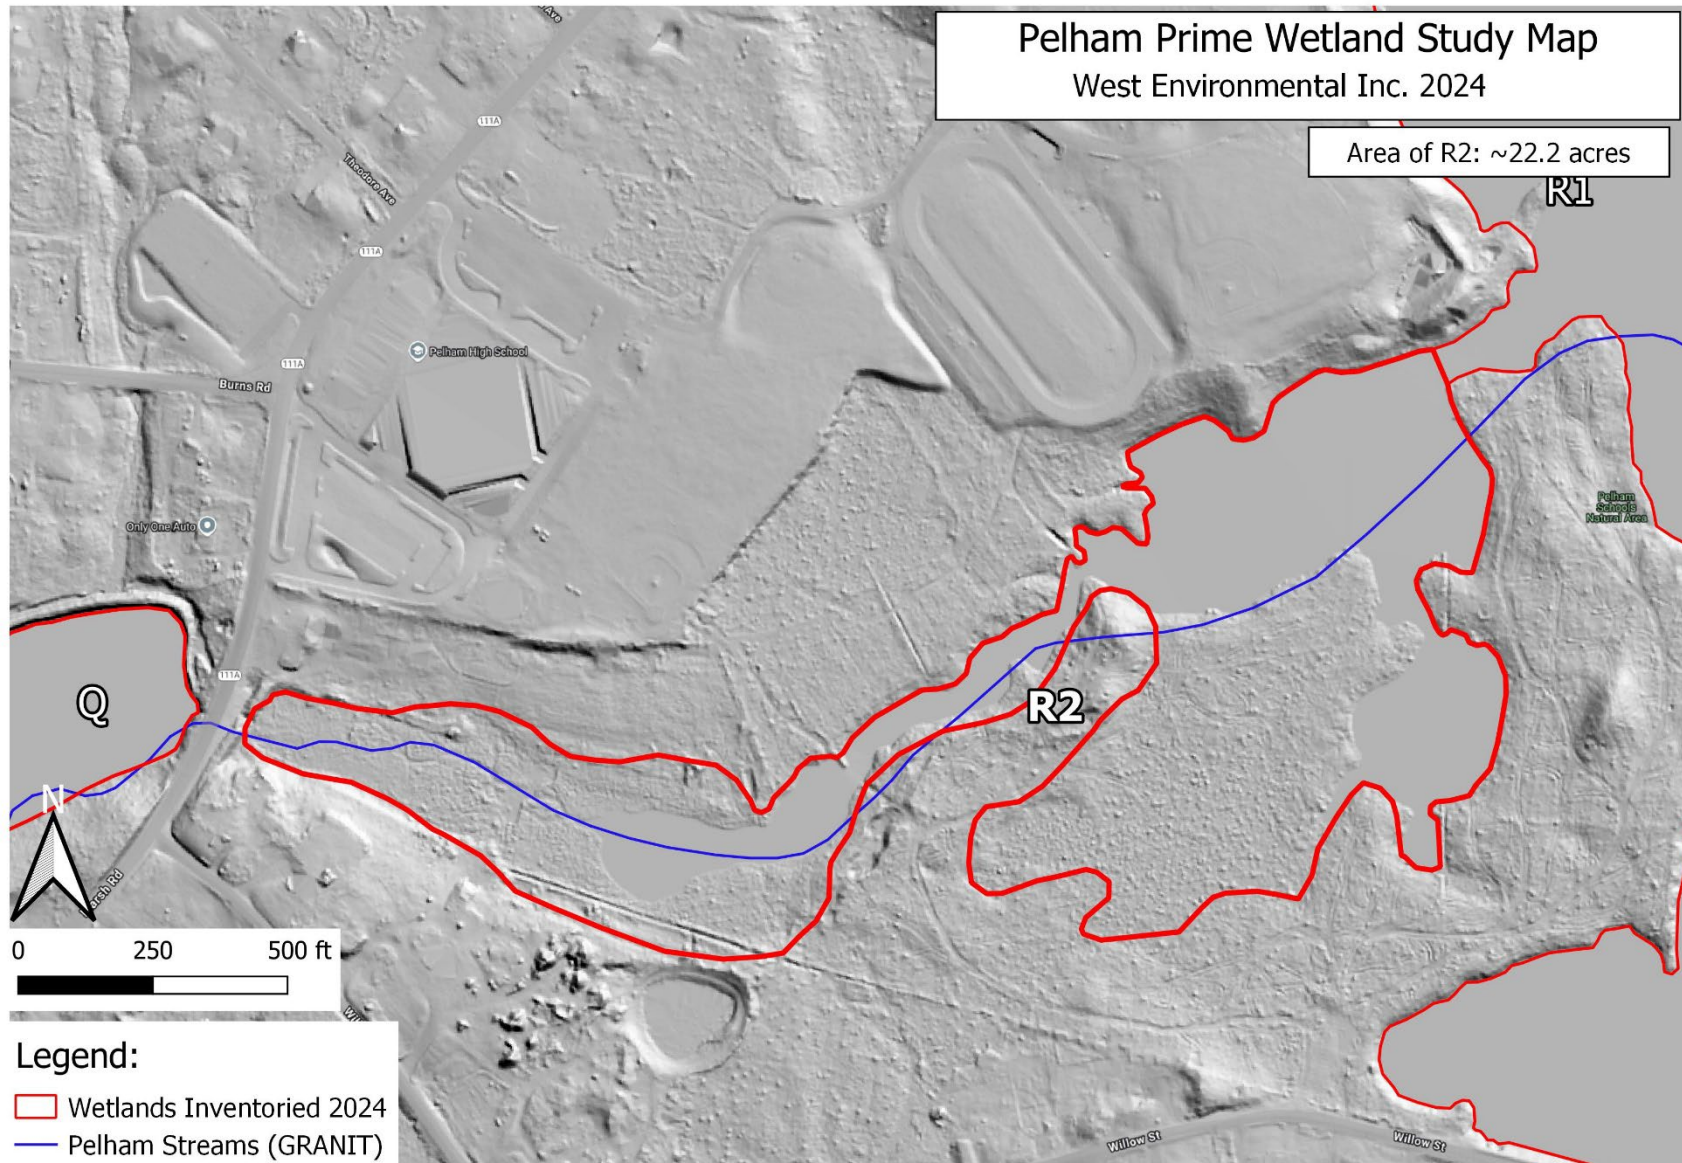 Pelham Prime Wetland Study Map
West Environmental Inc. 2024
Area of R2: ~22.2 acres
R1
111A
Theodore Ave
111A
Pelham High School
111A
Burns Rd
Pelham
Schools
Natural Area
Only One Auto
111A
Q
R2
N
0 250 500 ft
Legend:
Wetlands Inventoried 2024
Pelham Streams (GRANIT)
Willow St
Willow St